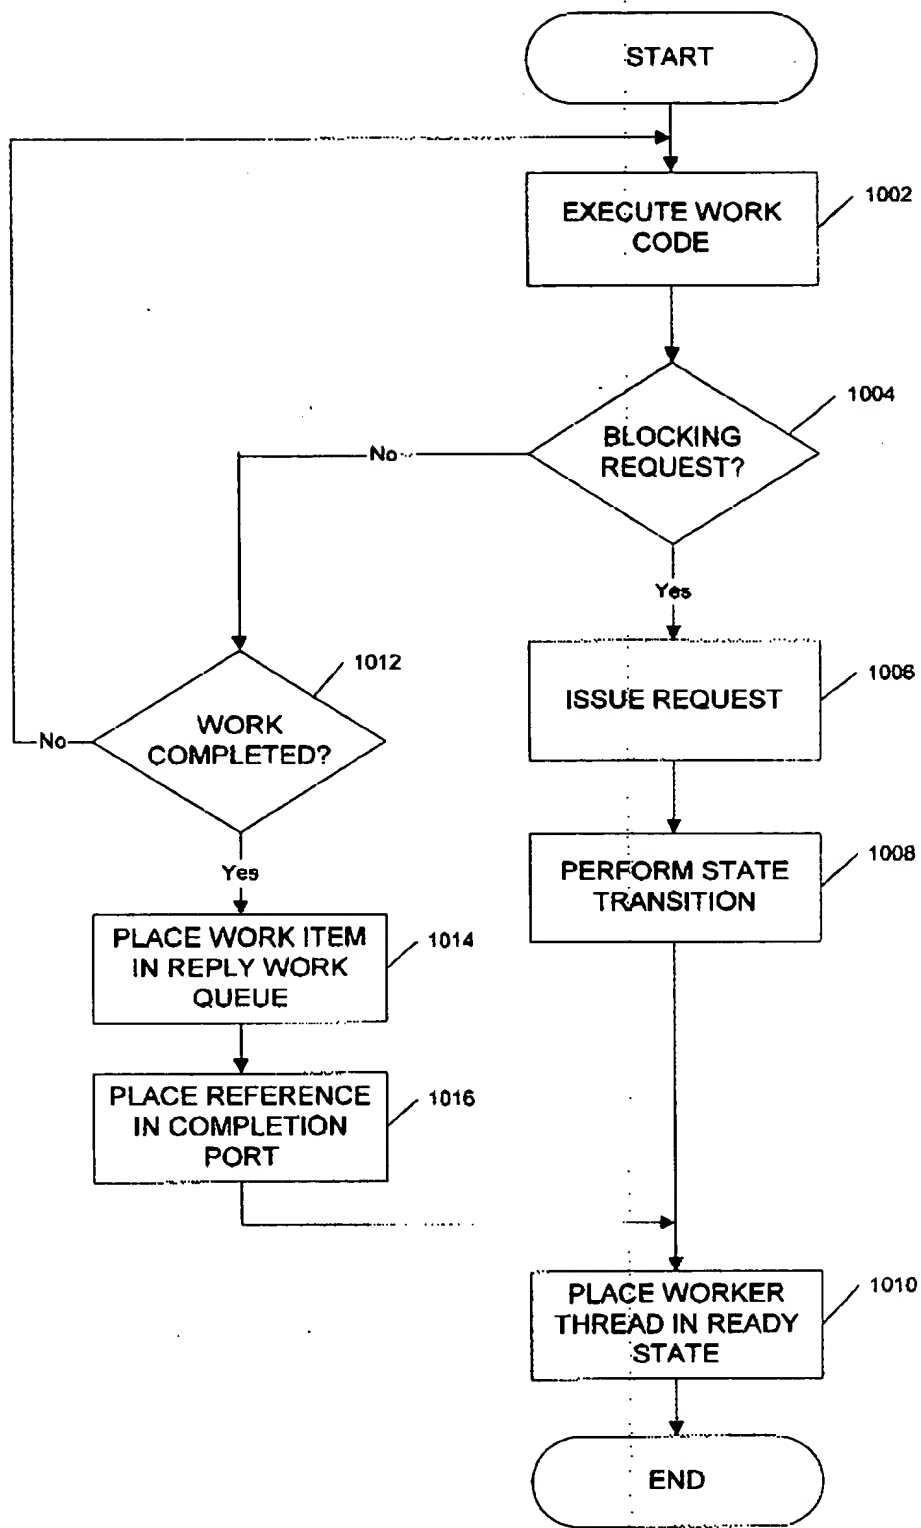 START
EXECUTE WORK
CODE
1002
BLOCKING
REQUEST?
1004
No
Yes
ISSUE REQUEST
1006
WORK
COMPLETED?
1012
No
Yes
PERFORM STATE
TRANSITION
1008
PLACE WORK ITEM
IN REPLY WORK
QUEUE
1014
PLACE REFERENCE
IN COMPLETION
PORT
1016
PLACE WORKER
THREAD IN READY
STATE
1010
END